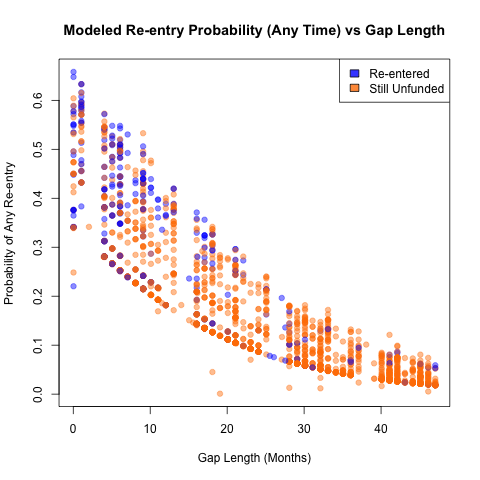 Modeled Re-entry Probability (Any Time) vs Gap Length
Re-entered
Still Unfunded
Probability of Any Re-entry
0.6
0.5
0.4
0.3
0.2
0.1
0.0
0 10 20 30 40
Gap Length (Months)